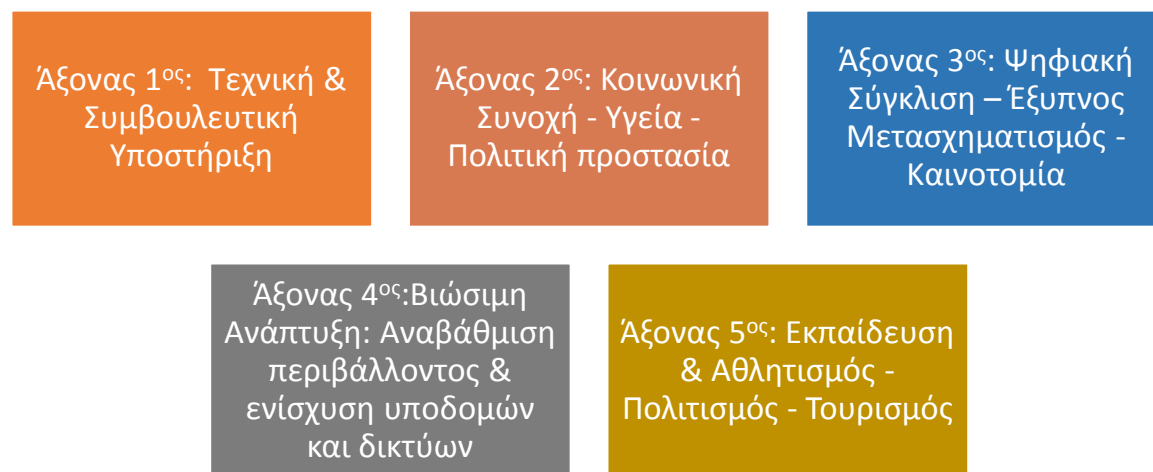 Άξονας 1ος: Τεχνική &
Συμβουλευτική
Υποστήριξη
Άξονας 2ος: Κοινωνική
Συνοχή - Υγεία -
Πολιτική προστασία
Άξονας 3ος: Ψηφιακή
Σύγκλιση – Έξυπνος
Μετασχηματισμός -
Καινοτομία
Άξονας 4ος:Βιώσιμη
Ανάπτυξη: Αναβάθμιση
περιβάλλοντος &
ενίσχυση υποδομών
και δικτύων
Άξονας 5ος: Εκπαίδευση
& Αθλητισμός -
Πολιτισμός - Τουρισμός